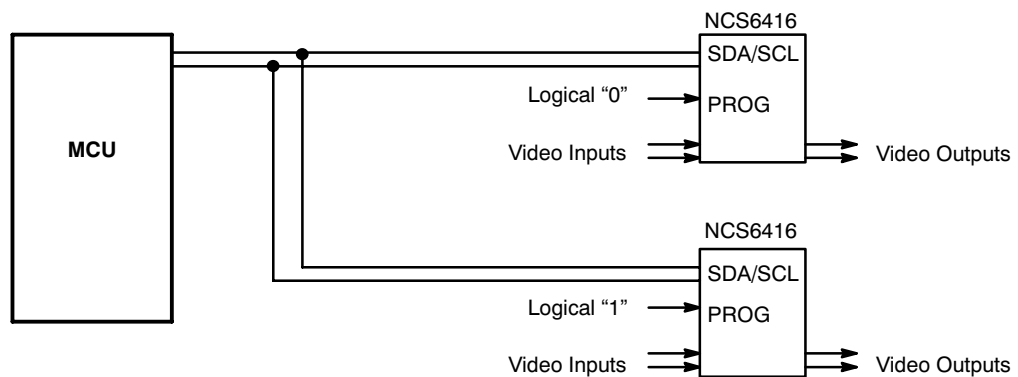 NCS6416
SDA/SCL
Logical “0”
PROG
MCU
Video Inputs
Video Outputs
NCS6416
SDA/SCL
Logical “1”
PROG
Video Inputs
Video Outputs